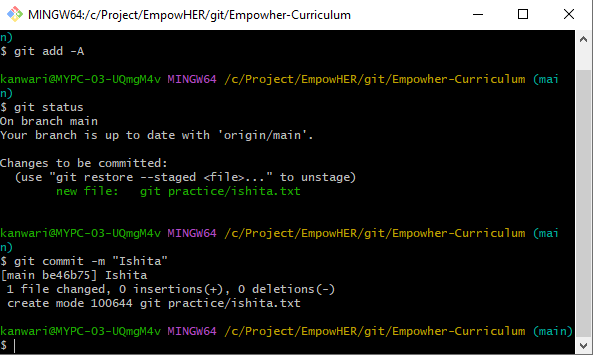 MINGW64:/c/Project/EmpowHER/git/Empowher-Curriculum
n)
$ git add -A
kanwari@MYPC-O3-UQmgM4v MINGW64 /c/Project/EmpowHER/git/Empowher-Curriculum (mai
n)
$ git status
On branch main
Your branch is up to date with 'origin/main'.
Changes to be committed:
(use "git restore --staged <file>..." to unstage)
new file: git practice/ishita.txt
kanwari@MYPC-O3-UQmgM4v MINGW64 /c/Project/EmpowHER/git/Empowher-Curriculum (mai
n)
$ git commit -m "Ishita"
[main be46b75] Ishita
1 file changed, 0 insertions(+), 0 deletions(-)
create mode 100644 git practice/ishita.txt
kanwari@MYPC-O3-UQmgM4v MINGW64 /c/Project/EmpowHER/git/Empowher-Curriculum (main)
$